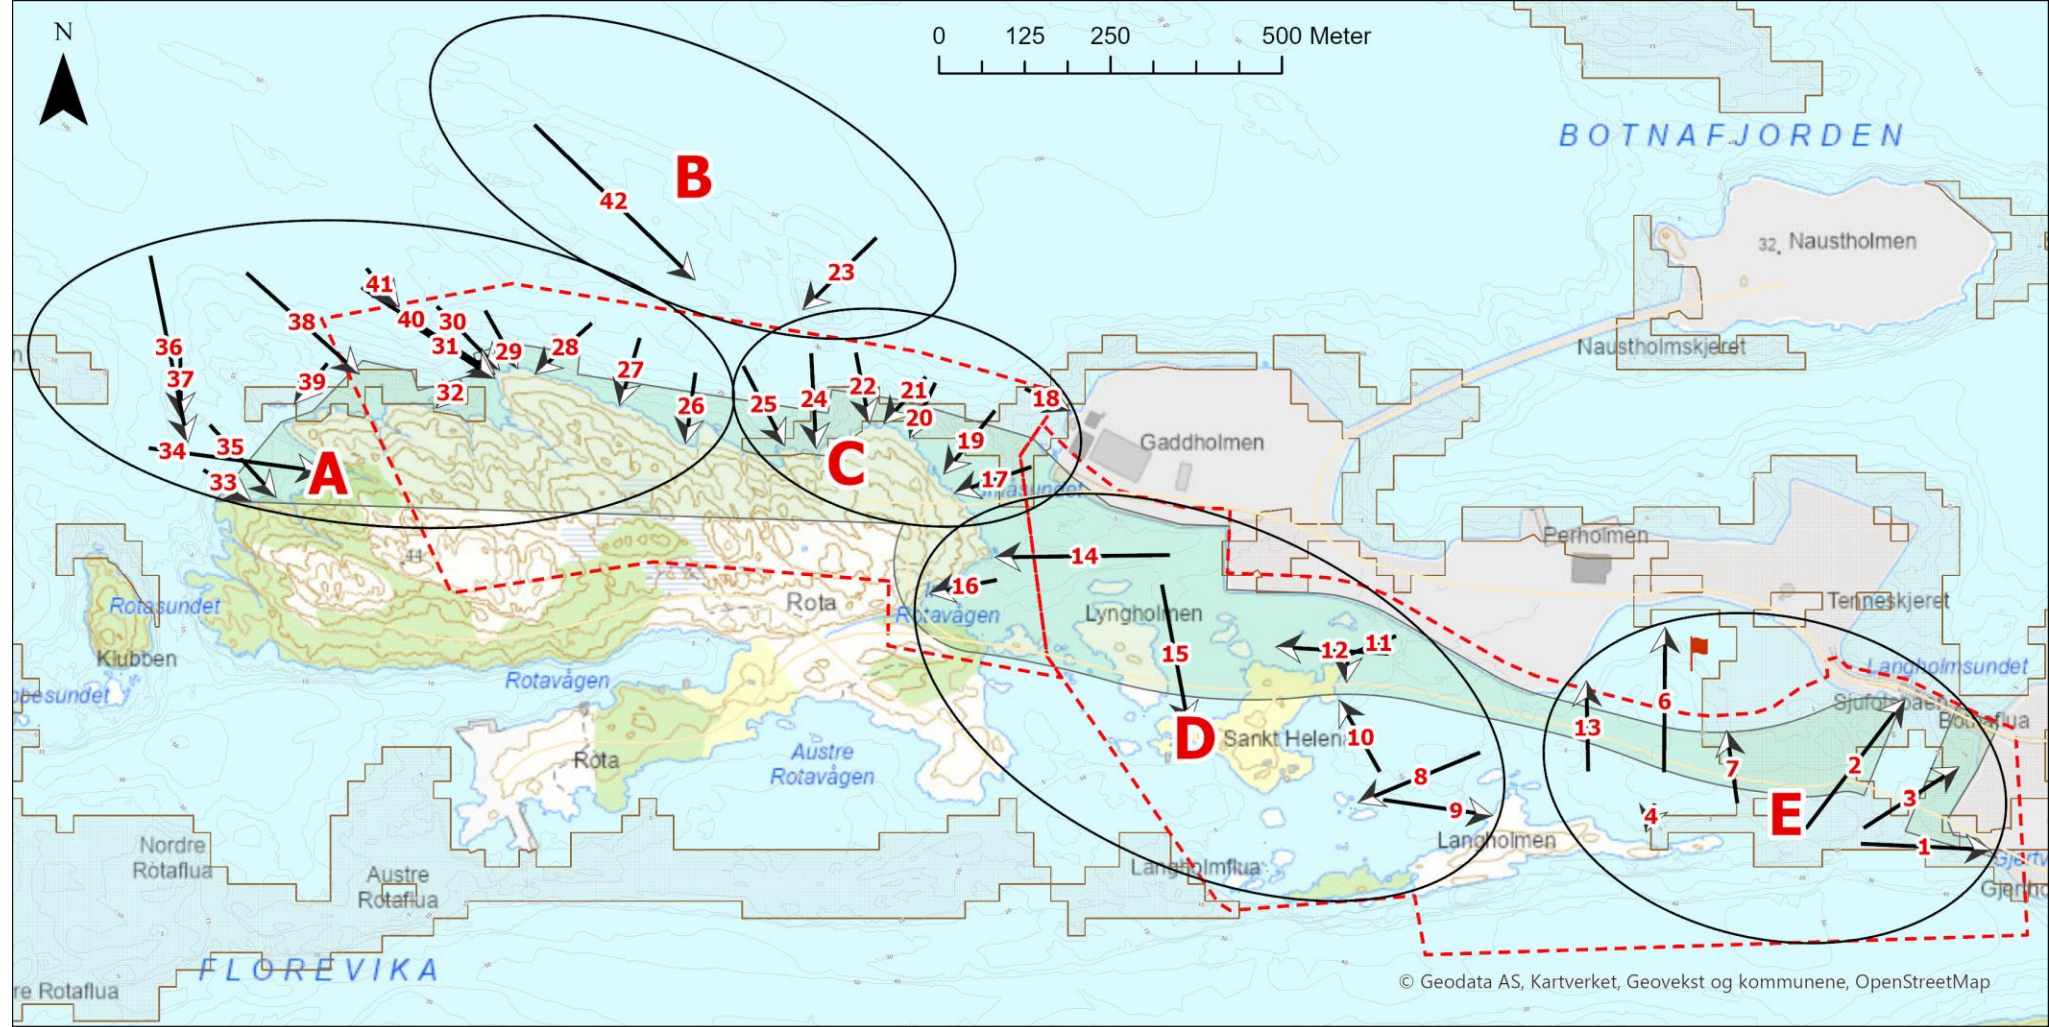 N
0 125 250 500 Meter
BOTNAFJORDEN
B
42
23
32
Naustholmen
Naustholmskjeret
36
37
38
39
41
40
30
31
29
28
27
26
32
34
35
33
A
25
24
22
21
20
19
18
17
C
Gaddholmen
Perholmen
Tenneskjeret
44
Rotasundet
Klubben
Rota
Rotavågen
14
16
Lyngholmen
15
12
11
Rotavågen
Rota
Austre
Rotavågen
D
Sankt Helen
10
8
9
Langholmen
Langholmflua
13
6
7
4
2
3
1
E
Langholmsundet
Botnaflua
Nordre
Rotaflua
Austre
Rotaflua
FLOREVIKA
re Rotaflua
© Geodata AS, Kartverket, Geovekst og kommunene, OpenStreetMap